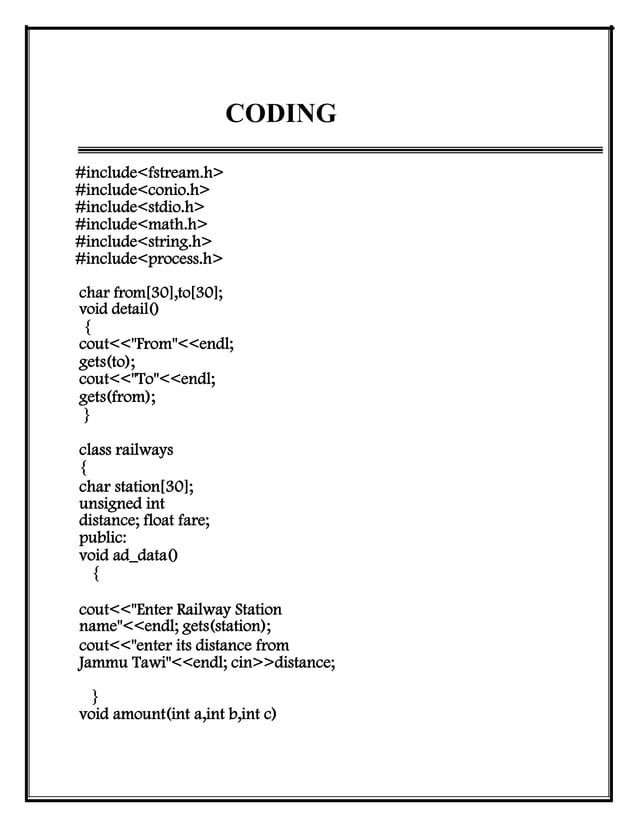 CODING
#include<fstream.h>
#include<conio.h>
#include<stdio.h>
#include<math.h>
#include<string.h>
#include<process.h>
char from[30],to[30];
void detail()
{
cout<<"From"<<endl;
gets(to);
cout<<"To"<<endl;
gets(from);
}
class railways
{
char station[30];
unsigned int
distance; float fare;
public:
void ad_data()
{
cout<<"Enter Railway Station
name"<<endl; gets(station);
cout<<"enter its distance from
Jammu Tawi"<<endl; cin>>distance;
}
void amount(int a,int b,int c)